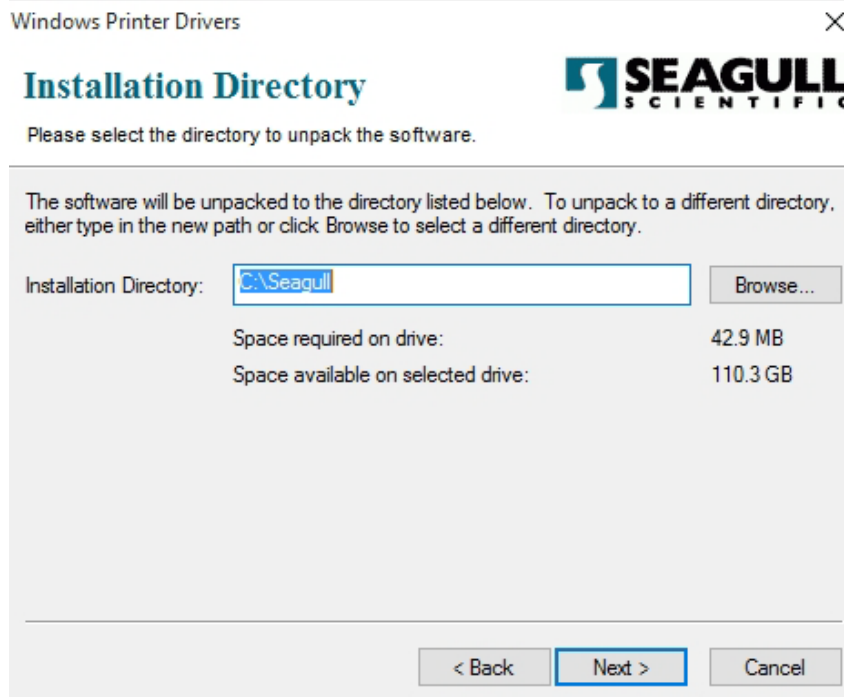 Windows Printer Drivers
Installation Directory
SEAGULL
SCIENTIFIC
Please select the directory to unpack the software.
The software will be unpacked to the directory listed below. To unpack to a different directory,
either type in the new path or click Browse to select a different directory.
Installation Directory: C:\Seagull Browse...
Space required on drive: 42.9 MB
Space available on selected drive: 110.3 GB
< Back Next > Cancel